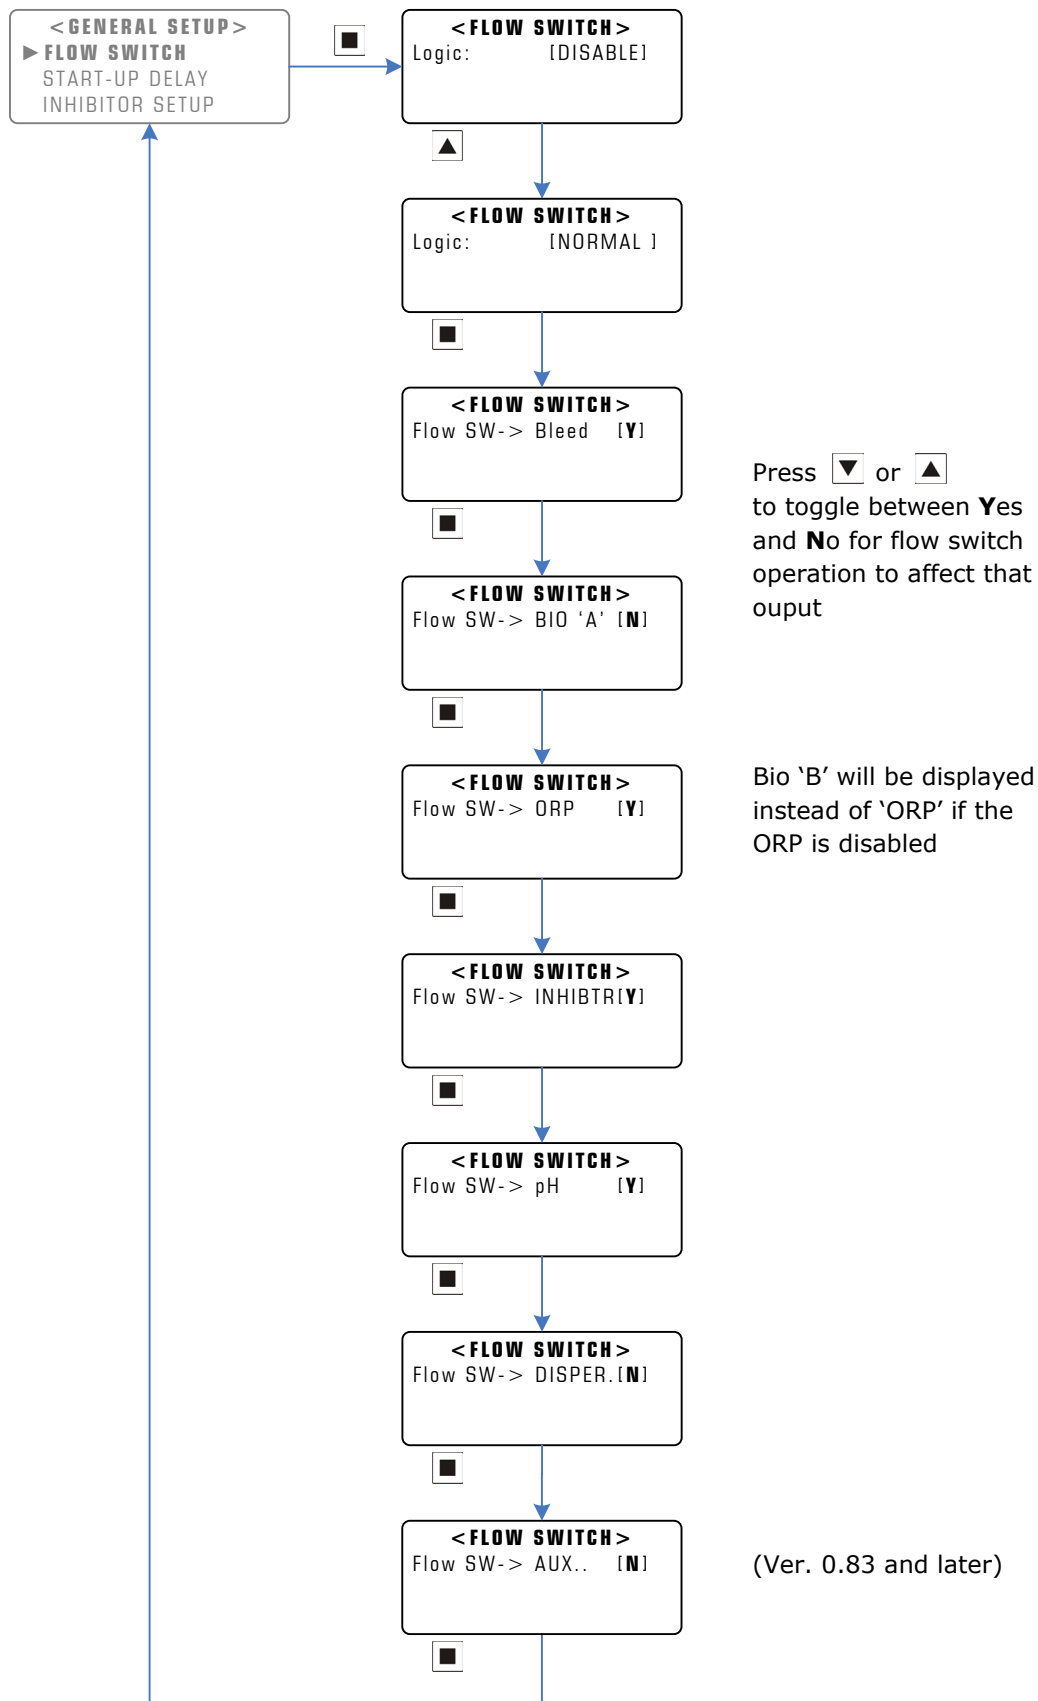 <GENERAL SETUP>
►FLOW SWITCH
START-UP DELAY
INHIBITOR SETUP
<FLOW SWITCH>
Logic: [DISABLE]
<FLOW SWITCH>
Logic: [NORMAL ]
<FLOW SWITCH>
Flow SW-> Bleed [Y]
Press ▼ or ▲
to toggle between Yes
and No for flow switch
operation to affect that
ouput
<FLOW SWITCH>
Flow SW-> BIO ‘A’ [N]
<FLOW SWITCH>
Flow SW-> ORP [Y]
Bio ‘B’ will be displayed
instead of ‘ORP’ if the
ORP is disabled
<FLOW SWITCH>
Flow SW-> INHIBTR[Y]
<FLOW SWITCH>
Flow SW-> pH [Y]
<FLOW SWITCH>
Flow SW-> DISPER.[N]
<FLOW SWITCH>
Flow SW-> AUX.. [N]
(Ver. 0.83 and later)